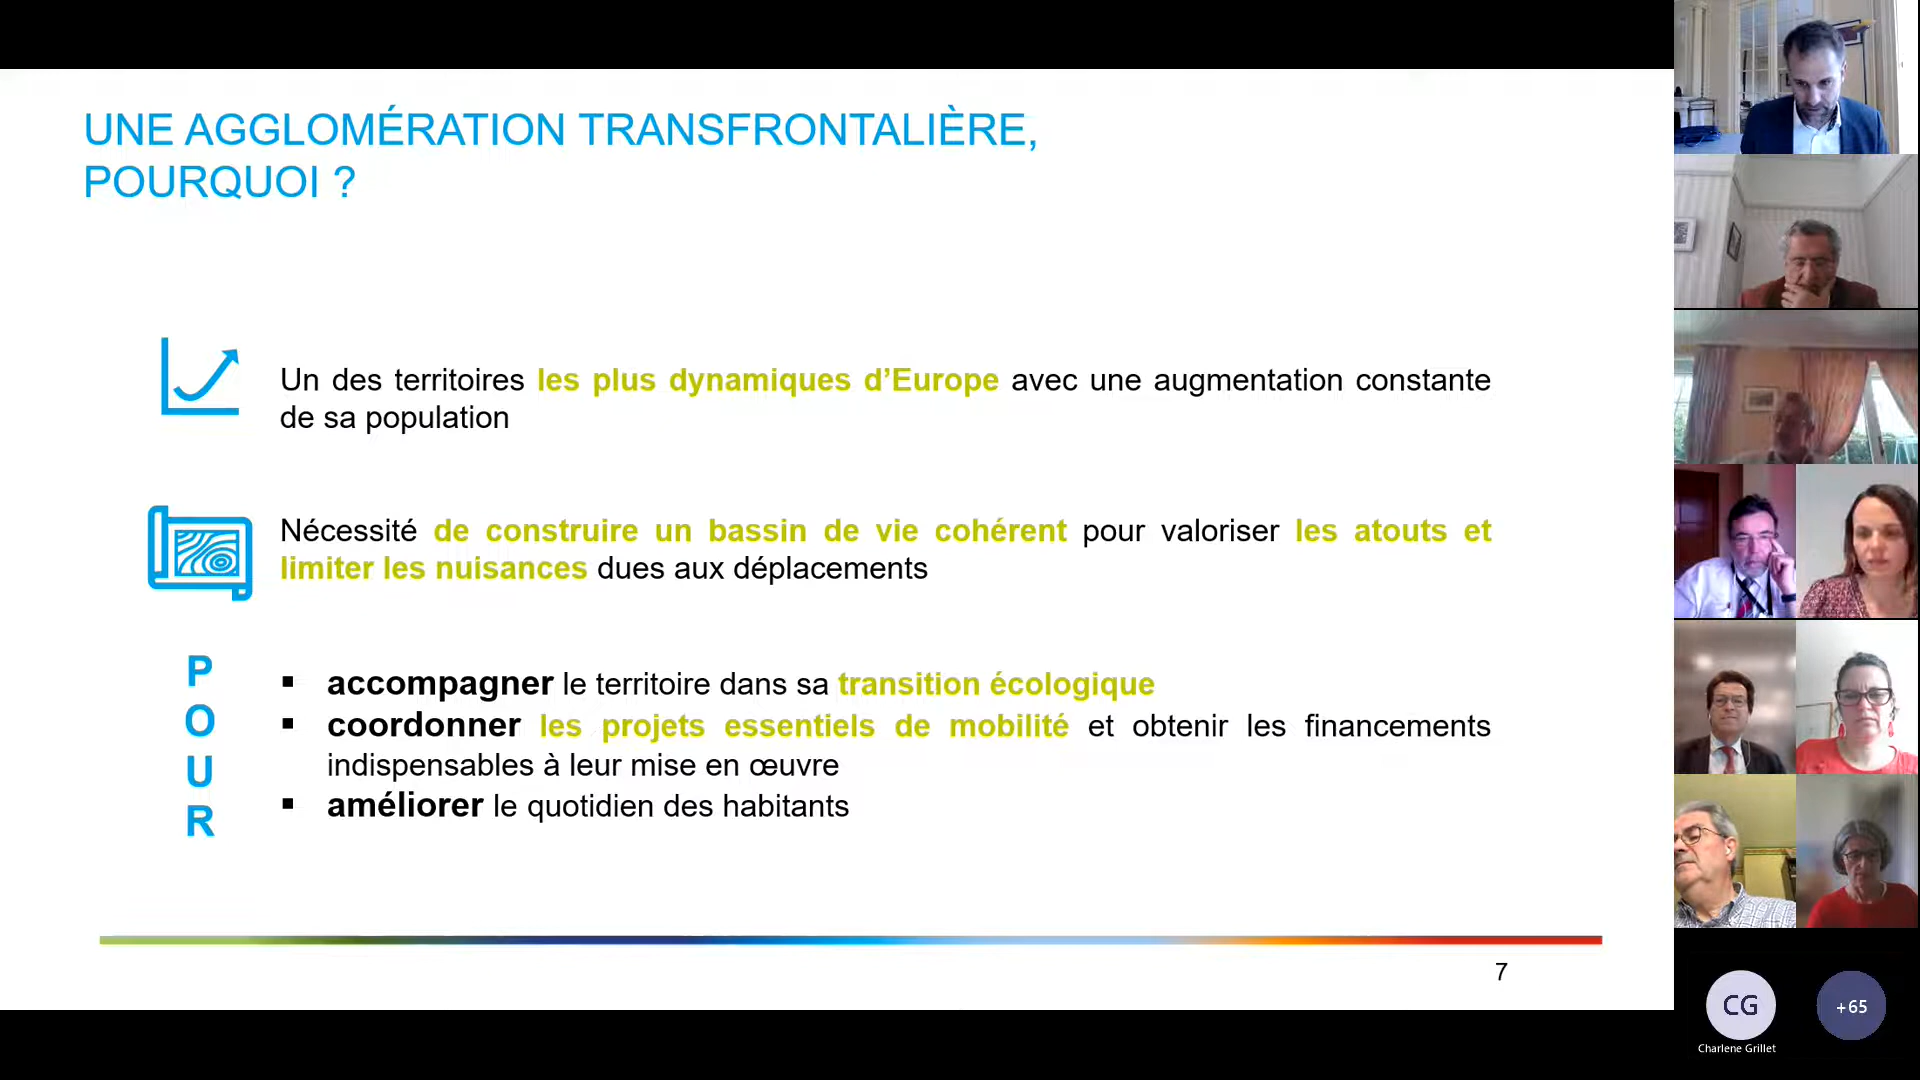 UNE AGGLOMÉRATION TRANSFRONTALIÈRE,
POURQUOI ?
Un des territoires les plus dynamiques d’Europe avec une augmentation constante
de sa population
Nécessité de construire un bassin de vie cohérent pour valoriser les atouts et
limiter les nuisances dues aux déplacements
P
O
U
R
▪ accompagner le territoire dans sa transition écologique
▪ coordonner les projets essentiels de mobilité et obtenir les financements
indispensables à leur mise en œuvre
▪ améliorer le quotidien des habitants
7
CG
Charlene Grillet
+65